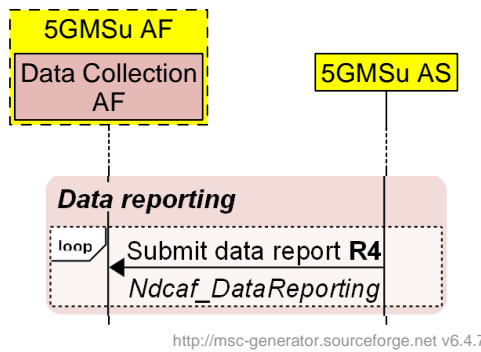 5GMSu AF
Data Collection
AF
5GMSu AS
Data reporting
loop
Submit data report R4
Ndcaf_DataReporting
http://msc-generator.sourceforge.net v6.4.7